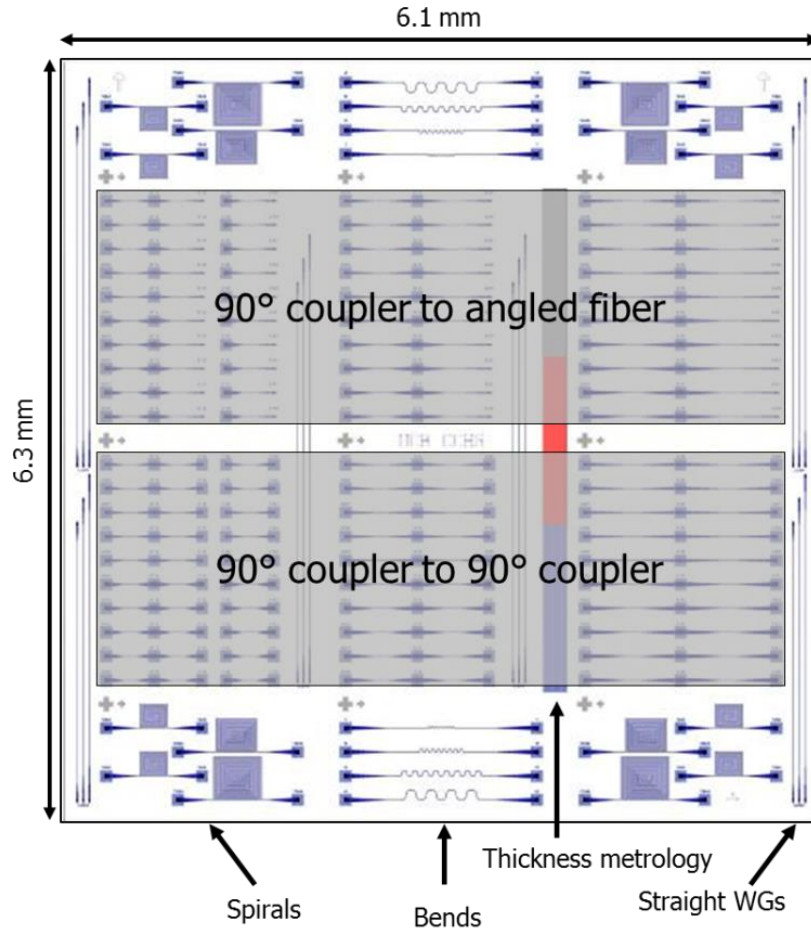 6.1 mm
6.3 mm
90° coupler to angled fiber
90° coupler to 90° coupler
Thickness metrology
Straight WGs
Spirals
Bends